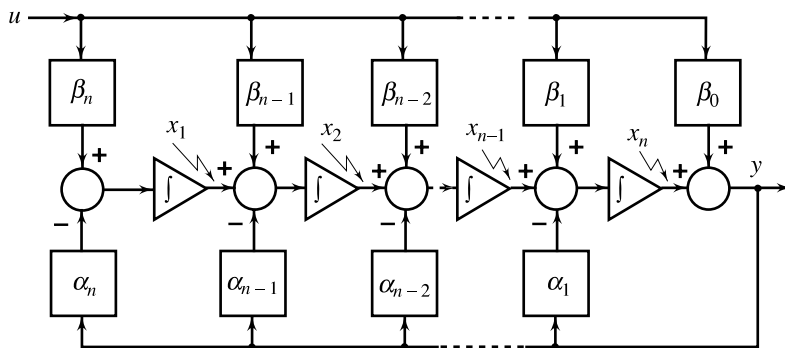 u
βₙ βₙ₋₁ βₙ₋₂ β₁ β₀
x₁ x₂ xₙ₋₁ xₙ
+ + + + + + + + +
y
∫ ∫ ∫ ∫
− − − −
αₙ αₙ₋₁ αₙ₋₂ α₁